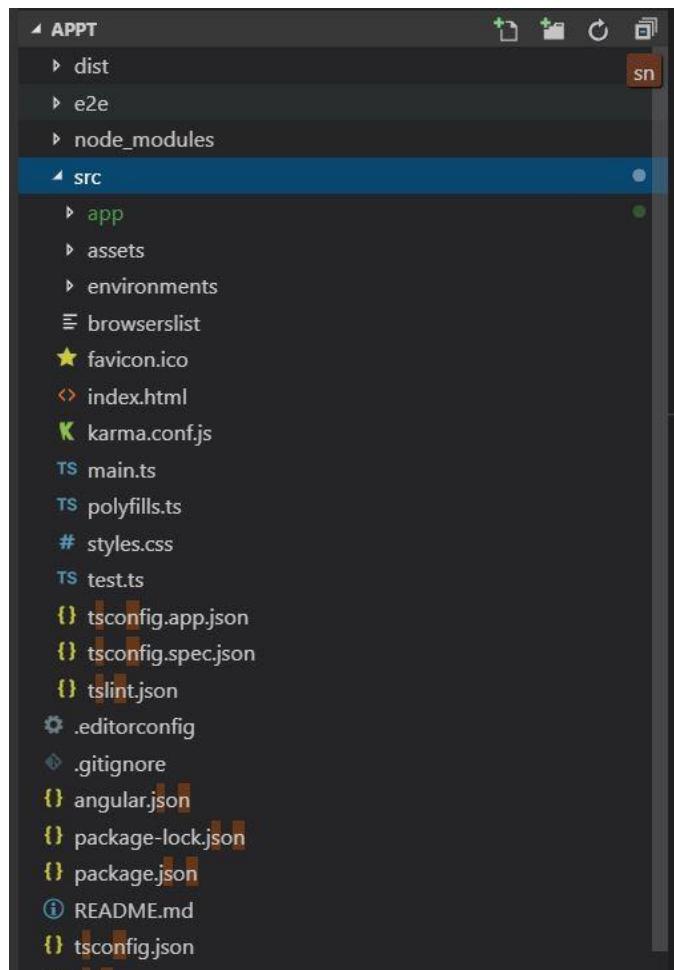 APPT
dist
sn
e2e
node_modules
src
app
assets
environments
browserslist
favicon.ico
<> index.html
karma.conf.js
TS main.ts
TS polyfills.ts
# styles.css
TS test.ts
{} tsconfig.app.json
{} tsconfig.spec.json
{} tslint.json
.editorconfig
.gitignore
{} angular.json
{} package-lock.json
{} package.json
README.md
{} tsconfig.json